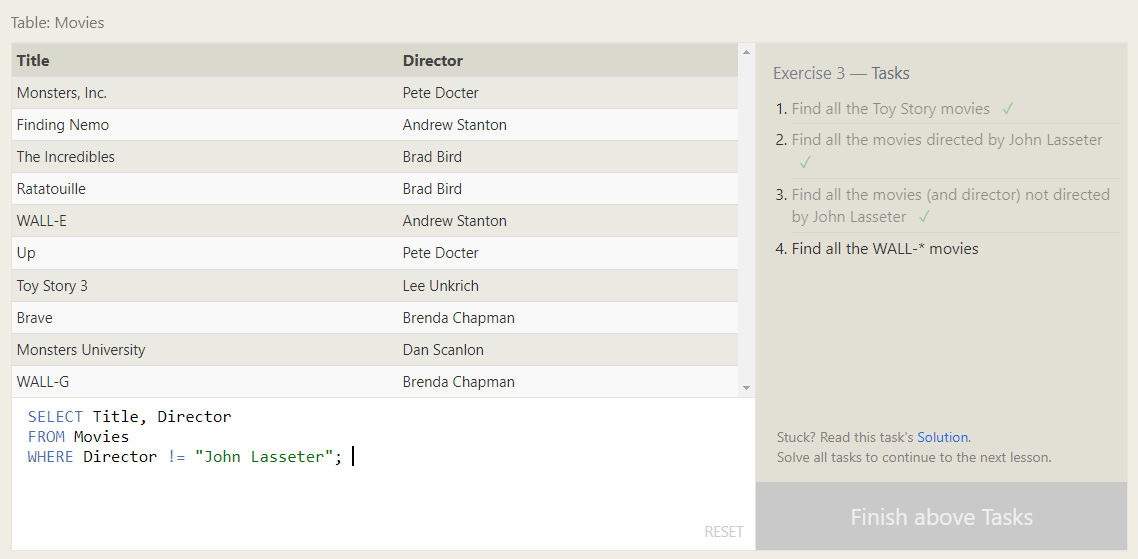 Table: Movies
Title Director
Monsters, Inc. Pete Docter
Finding Nemo Andrew Stanton
The Incredibles Brad Bird
Ratatouille Brad Bird
WALL-E Andrew Stanton
Up Pete Docter
Toy Story 3 Lee Unkrich
Brave Brenda Chapman
Monsters University Dan Scanlon
WALL-G Brenda Chapman
SELECT Title, Director
FROM Movies
WHERE Director != "John Lasseter";
RESET
Exercise 3 — Tasks
1. Find all the Toy Story movies ✓
2. Find all the movies directed by John Lasseter
✓
3. Find all the movies (and director) not directed
by John Lasseter ✓
4. Find all the WALL-* movies
Stuck? Read this task's Solution.
Solve all tasks to continue to the next lesson.
Finish above Tasks